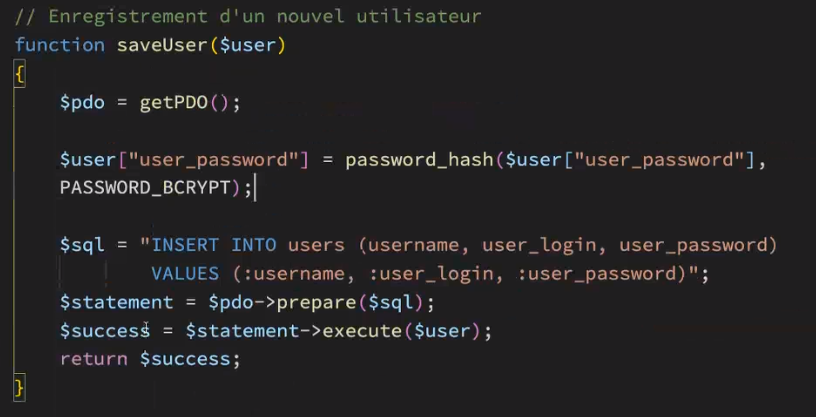 // Enregistrement d'un nouvel utilisateur
function saveUser($user)
{
$pdo = getPDO();
$user["user_password"] = password_hash($user["user_password"],
PASSWORD_BCRYPT);
$sql = "INSERT INTO users (username, user_login, user_password)
VALUES (:username, :user_login, :user_password)";
$statement = $pdo->prepare($sql);
$success = $statement->execute($user);
return $success;
}